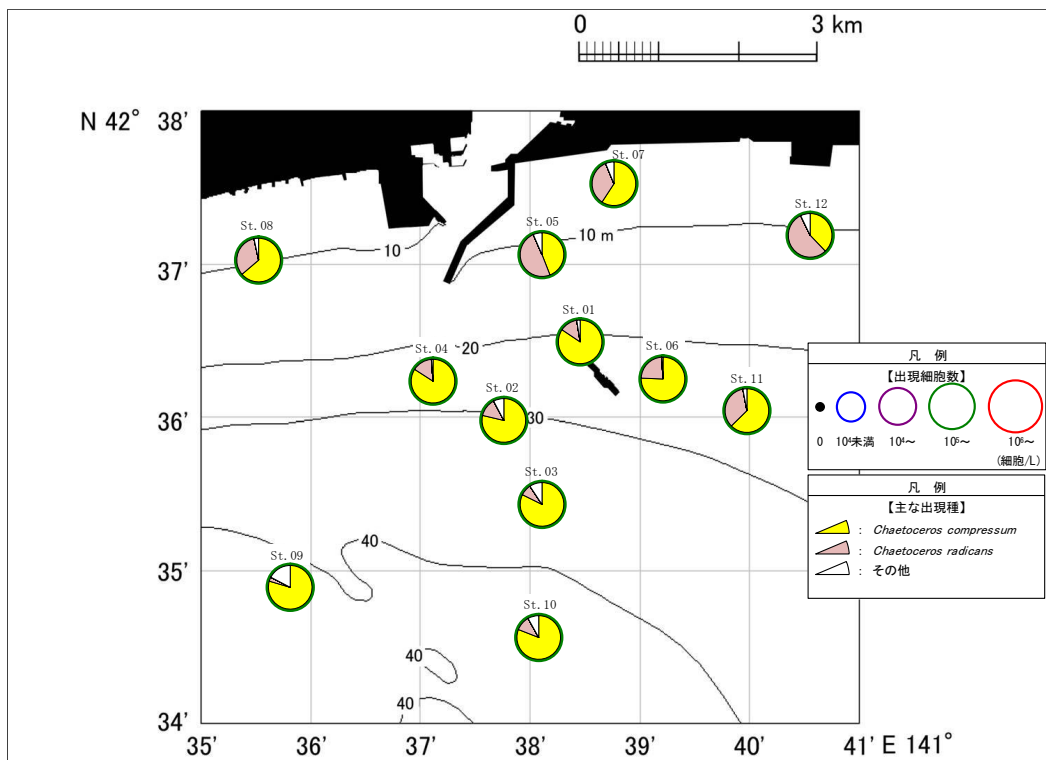 0 3 km
N 42° 38'
St.07
St.12
St.08
St.05
10 m
10
37'
St.01
20
St.04
St.06
St.11
St.02
36'
30
St.03
40
St.09
35'
St.10
40
40
34'
35' 36' 37' 38' 39' 40' 41' E 141°
凡 例
【出現細胞数】
0 10⁴未満 10⁴~ 10⁵~ 10⁶~
(細胞/L)
凡 例
【主な出現種】
: Chaetoceros compressum
: Chaetoceros radicans
: その他